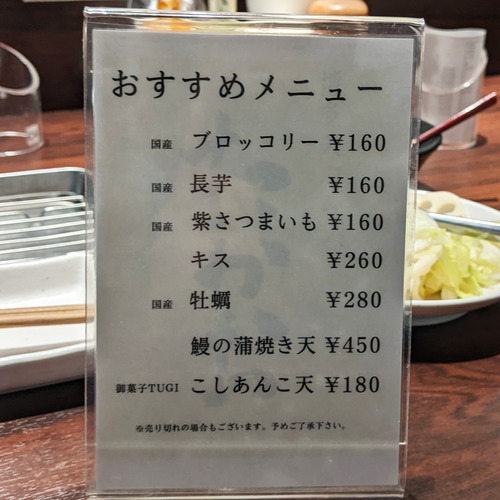 おすすめメニュー
国産 ブロッコリー ¥160
国産 長芋 ¥160
国産 紫さつまいも ¥160
キス ¥260
国産 牡蠣 ¥280
鰻の蒲焼き天 ¥450
御菓子TUGI こしあんこ天 ¥180
※売り切れの場合もございます。予めご了承下さい。